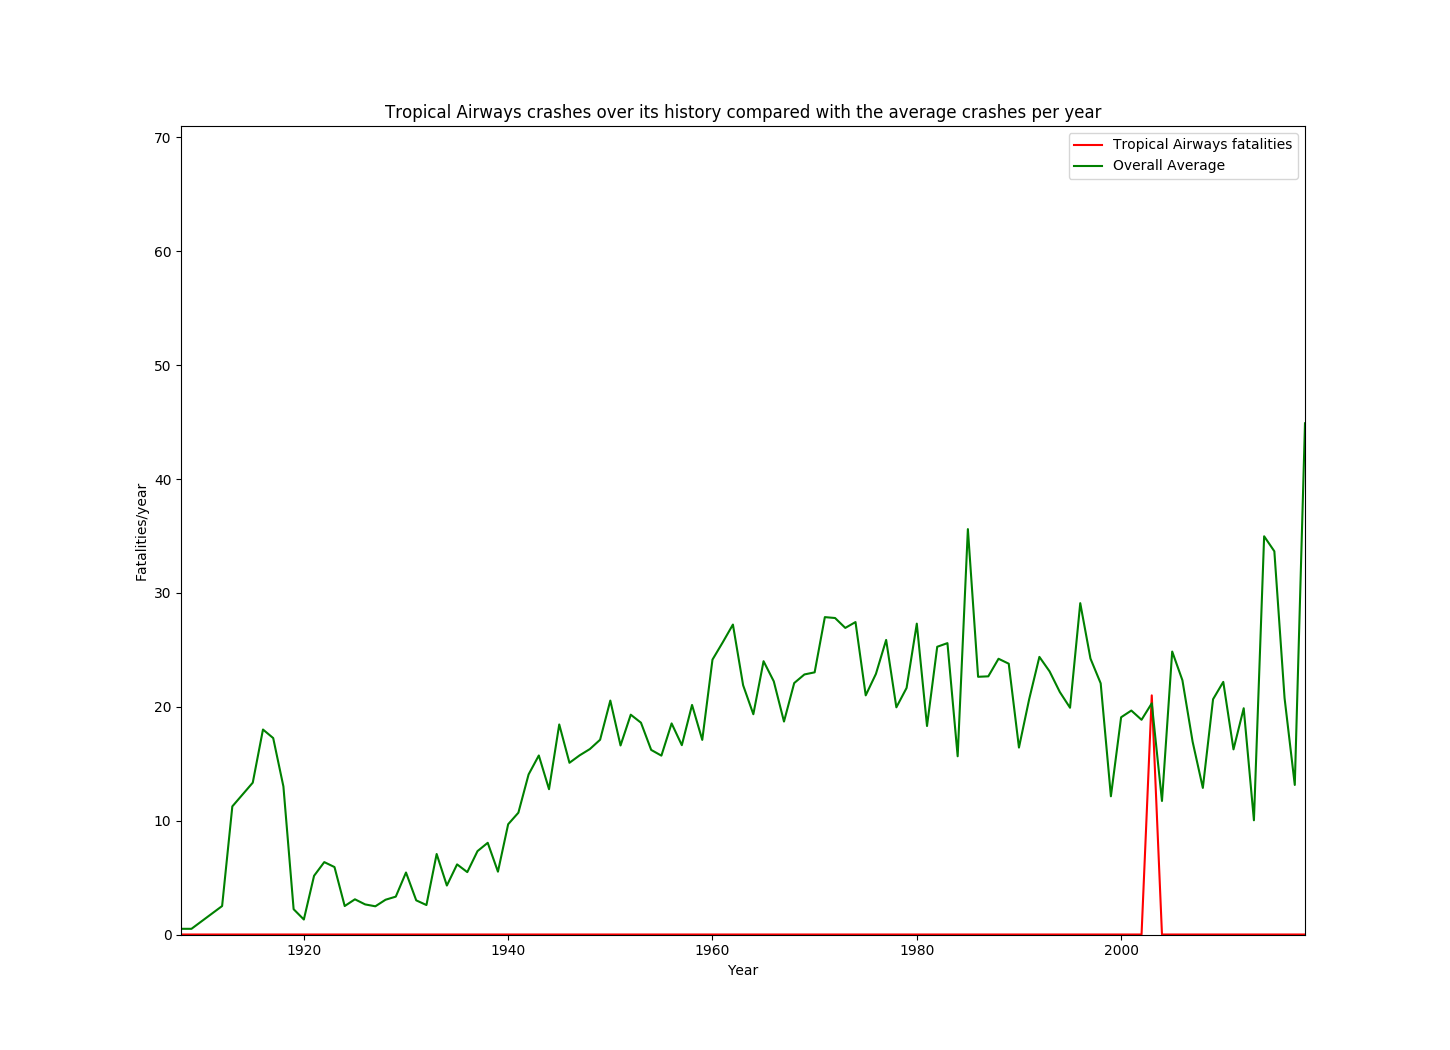 Tropical Airways crashes over its history compared with the average crashes per year
Tropical Airways fatalities
Overall Average
70
60
50
40
30
20
10
0
Fatalities/year
1920
1940
1960
1980
2000
Year